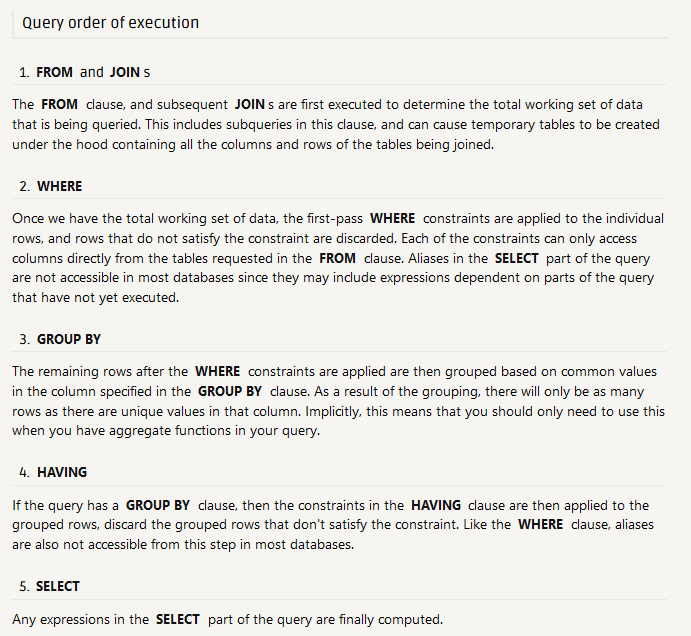 Query order of execution
1. FROM and JOIN s
The FROM clause, and subsequent JOIN s are first executed to determine the total working set of data
that is being queried. This includes subqueries in this clause, and can cause temporary tables to be created
under the hood containing all the columns and rows of the tables being joined.
2. WHERE
Once we have the total working set of data, the first-pass WHERE constraints are applied to the individual
rows, and rows that do not satisfy the constraint are discarded. Each of the constraints can only access
columns directly from the tables requested in the FROM clause. Aliases in the SELECT part of the query
are not accessible in most databases since they may include expressions dependent on parts of the query
that have not yet executed.
3. GROUP BY
The remaining rows after the WHERE constraints are applied are then grouped based on common values
in the column specified in the GROUP BY clause. As a result of the grouping, there will only be as many
rows as there are unique values in that column. Implicitly, this means that you should only need to use this
when you have aggregate functions in your query.
4. HAVING
If the query has a GROUP BY clause, then the constraints in the HAVING clause are then applied to the
grouped rows, discard the grouped rows that don't satisfy the constraint. Like the WHERE clause, aliases
are also not accessible from this step in most databases.
5. SELECT
Any expressions in the SELECT part of the query are finally computed.